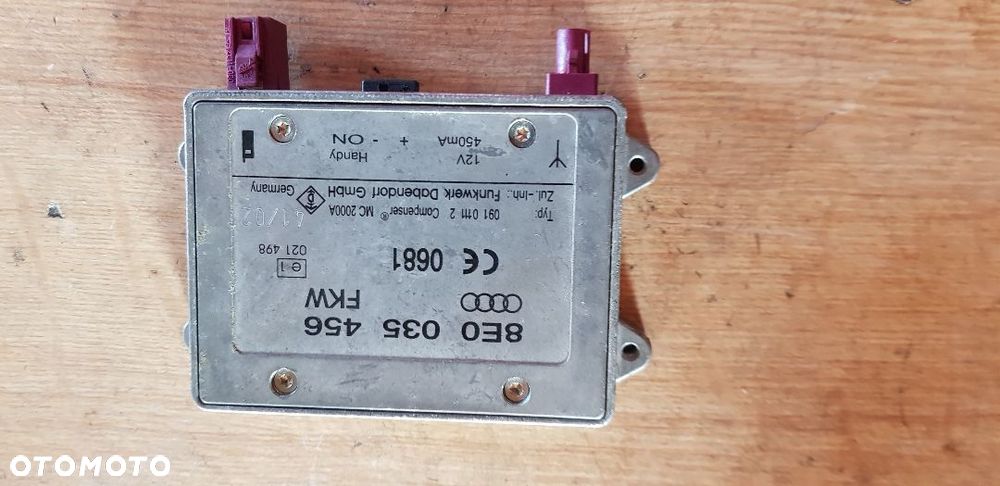 8E0 035 456
FKW
e 1
021 498
CE 0681
41/02
Typ: 091 0111 2 Compenser® MC 2000A
Zul.-Inh.: Funkwerk Dabendorf GmbH
Germany
12V
450mA
+ -
Handy
ON
OTOMOTO